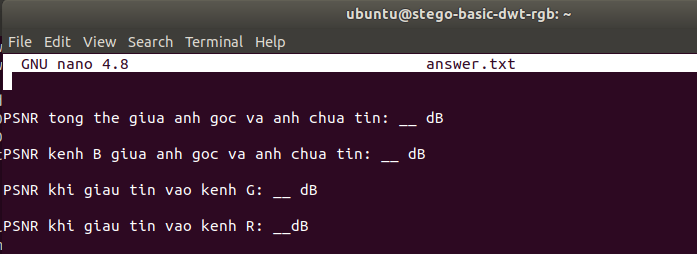 ubuntu@stego-basic-dwt-rgb: ~
File Edit View Search Terminal Help
GNU nano 4.8 answer.txt
PSNR tong the giua anh goc va anh chua tin: __ dB
PSNR kenh B giua anh goc va anh chua tin: __ dB
PSNR khi giau tin vao kenh G: __ dB
PSNR khi giau tin vao kenh R: __dB